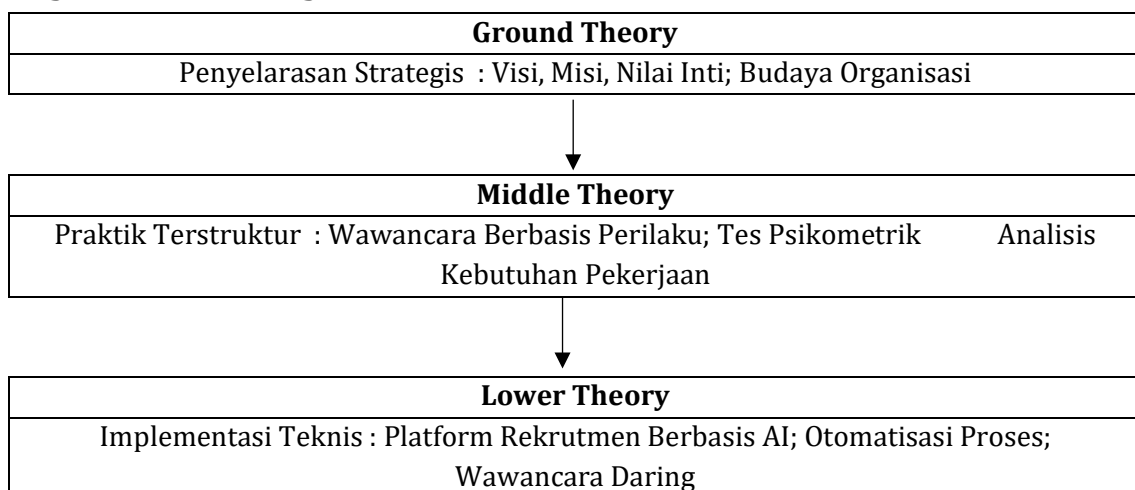 Ground Theory
Penyelarasan Strategis : Visi, Misi, Nilai Inti; Budaya Organisasi
Middle Theory
Praktik Terstruktur : Wawancara Berbasis Perilaku; Tes Psikometrik Analisis
Kebutuhan Pekerjaan
Lower Theory
Implementasi Teknis : Platform Rekrutmen Berbasis AI; Otomatisasi Proses;
Wawancara Daring